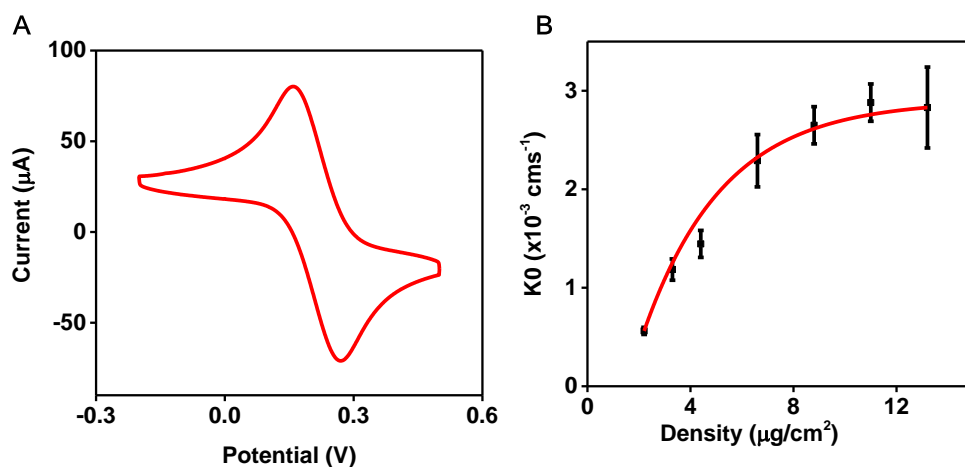 A
100
50
0
-50
-0.3 0.0 0.3 0.6
Current (μA)
Potential (V)
B
3
2
1
0
0 4 8 12
K0 (x10⁻³ cms⁻¹)
Density (μg/cm²)